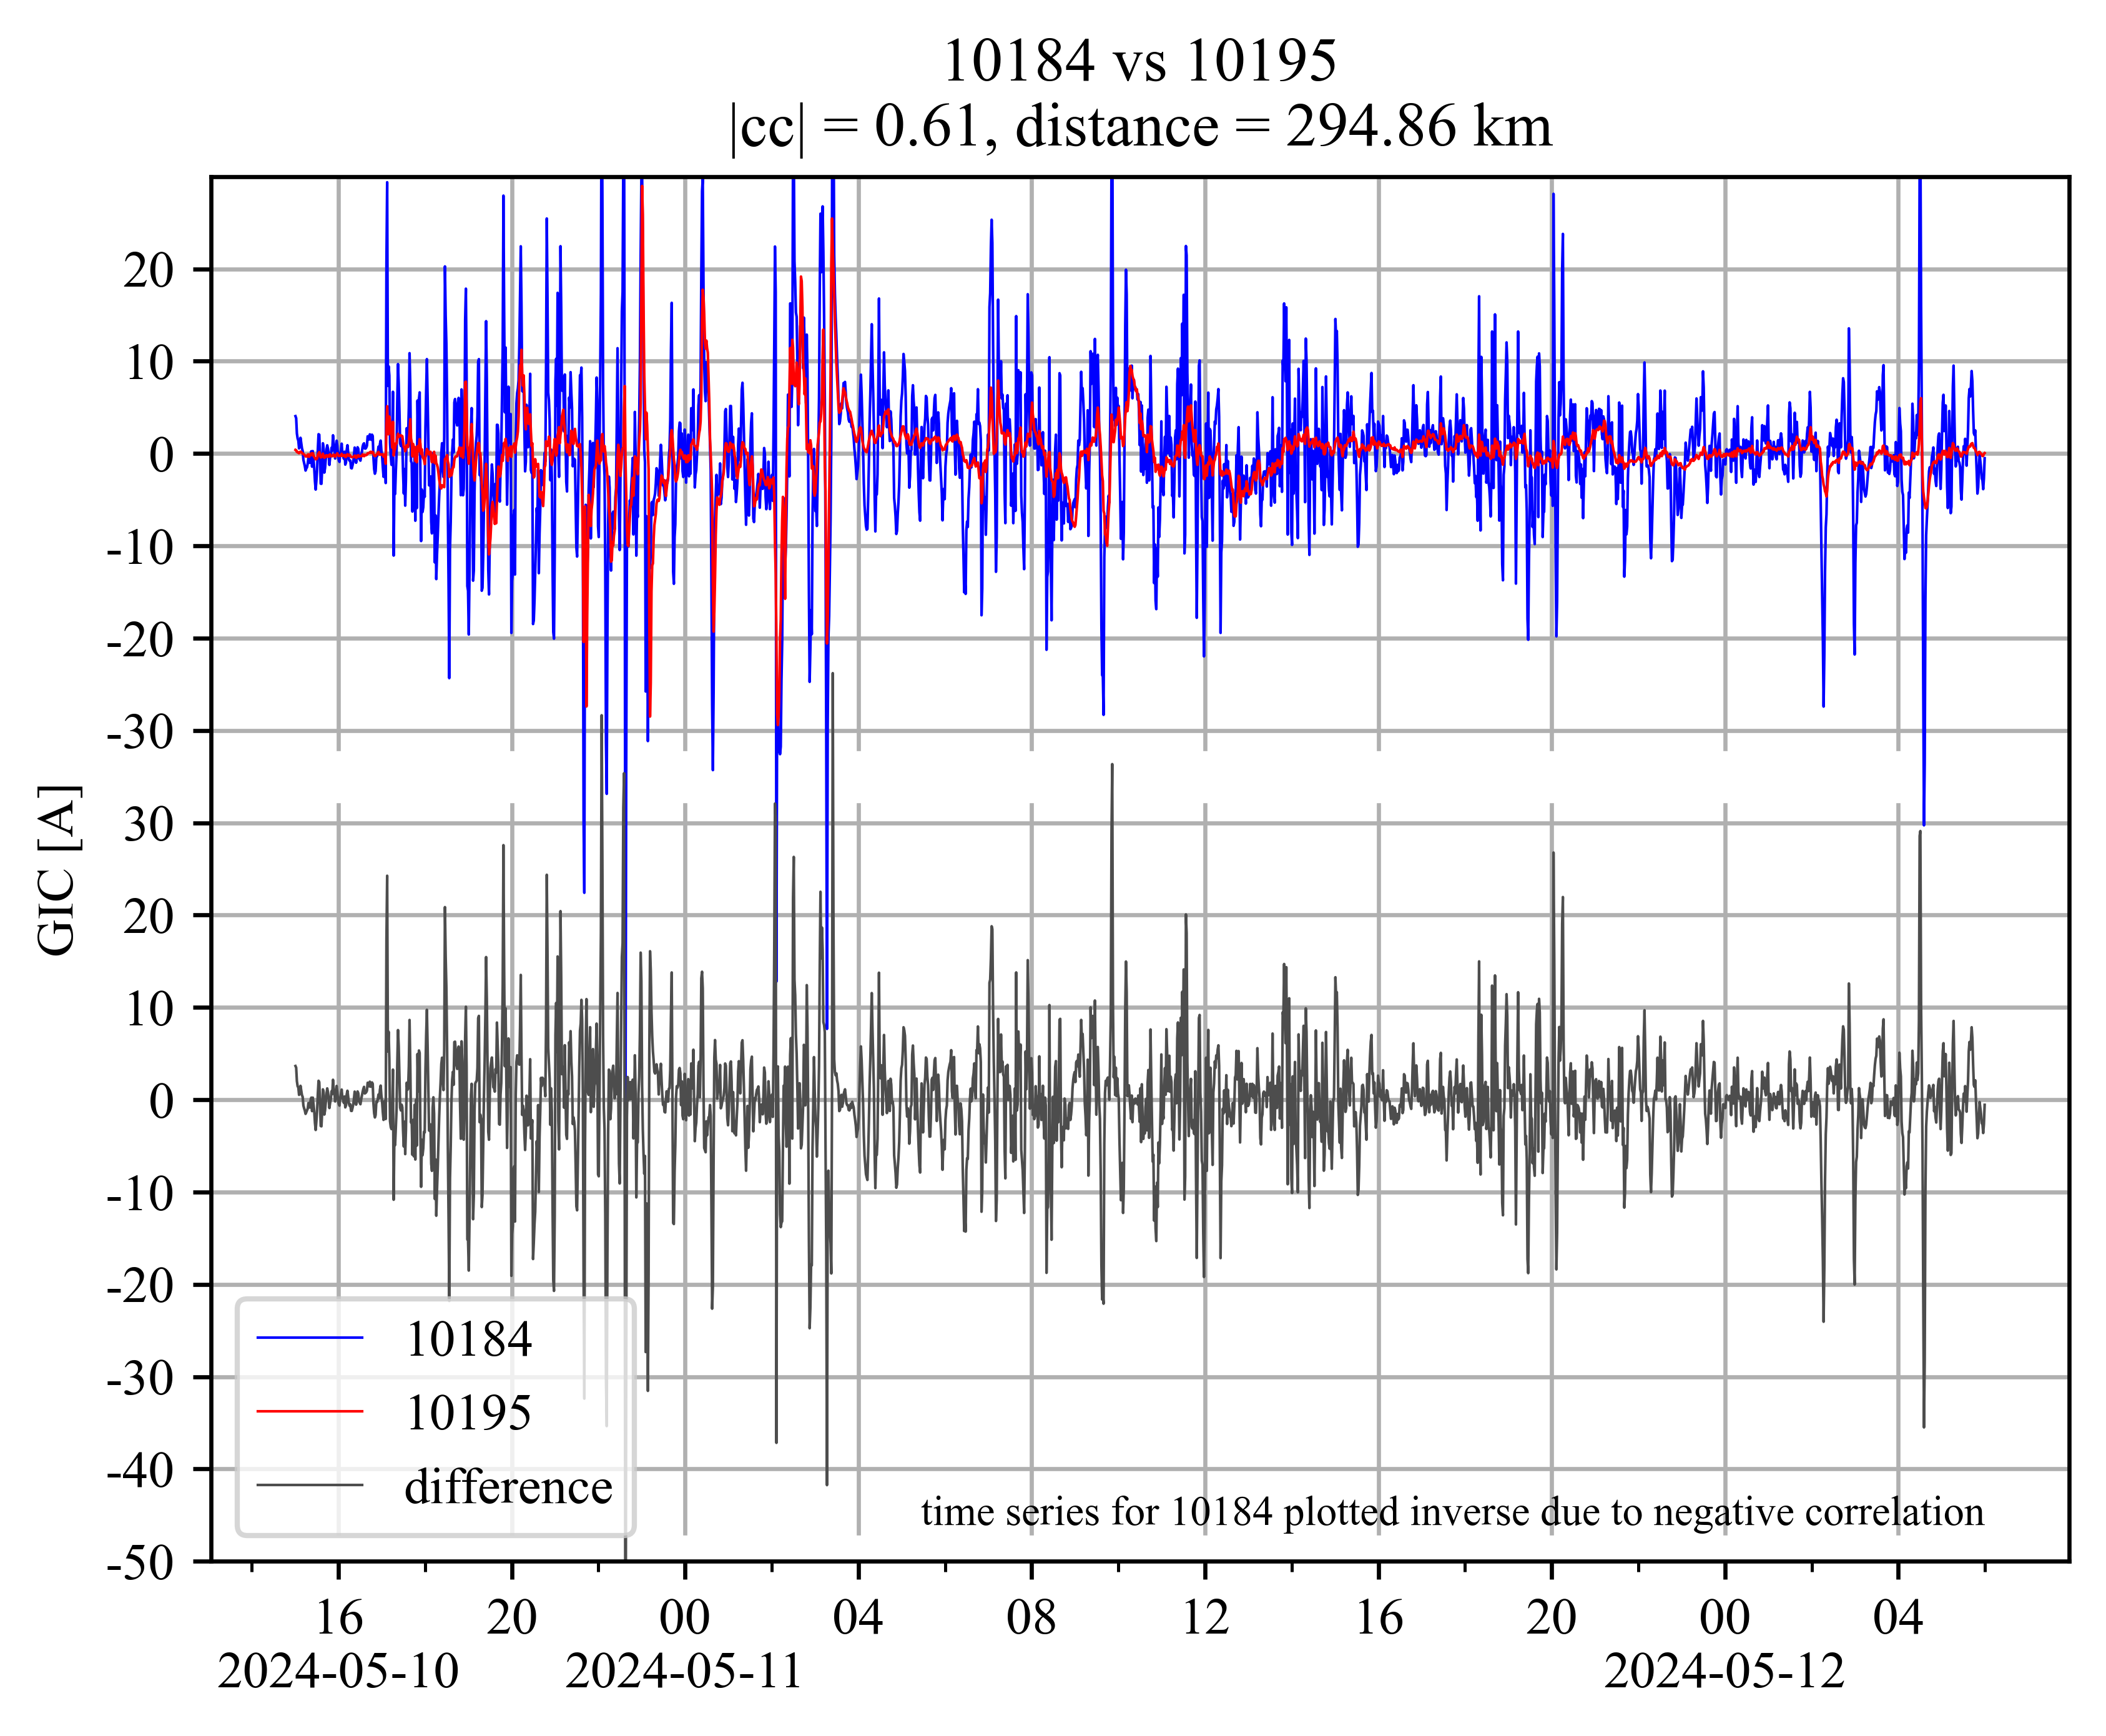 10184 vs 10195
|cc| = 0.61, distance = 294.86 km
GIC [A]
20
10
0
-10
-20
-30
30
20
10
0
-10
-20
-30
-40
-50
10184
10195
difference
time series for 10184 plotted inverse due to negative correlation
16 20 00 04 08 12 16 20 00 04
2024-05-10 2024-05-11 2024-05-12